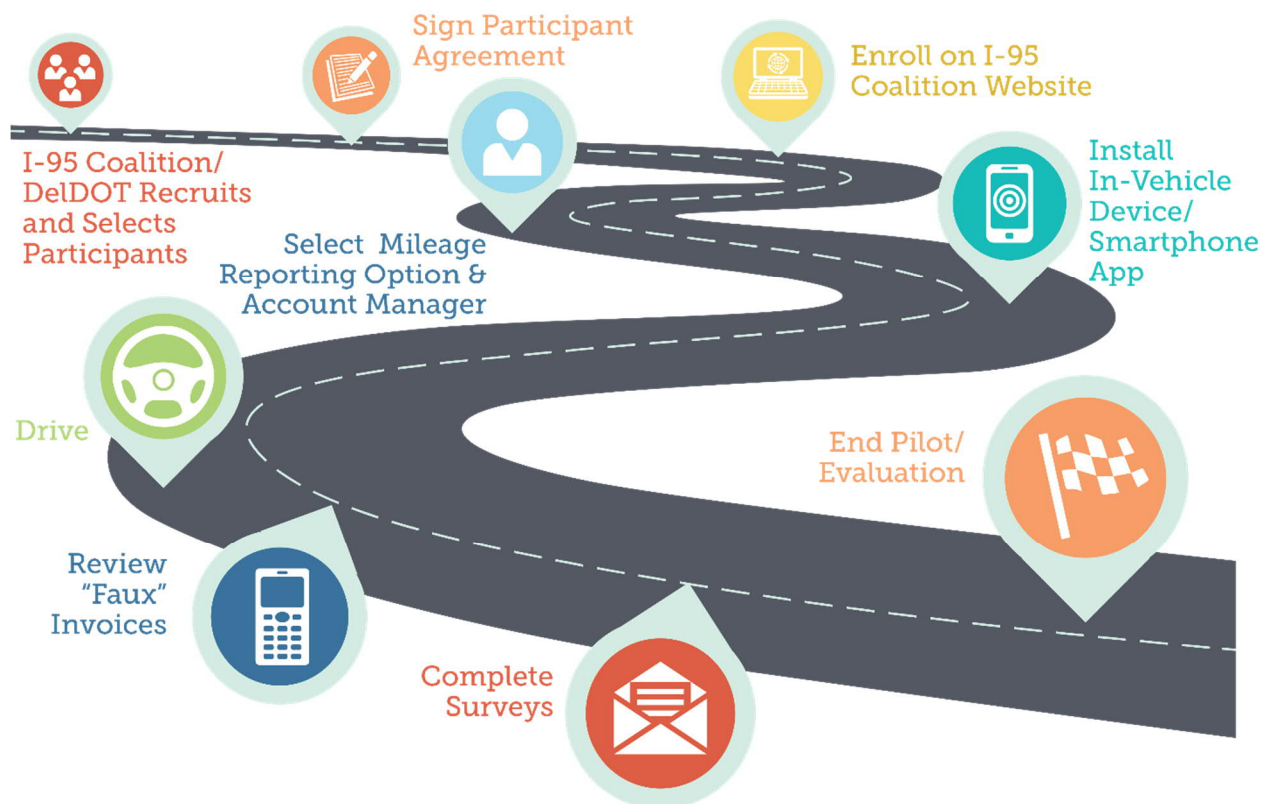 I-95 Coalition/
DelDOT Recruits
and Selects
Participants
Sign Participant
Agreement
Enroll on I-95
Coalition Website
Select Mileage
Reporting Option &
Account Manager
Install
In-Vehicle
Device/
Smartphone
App
Drive
Review
“Faux”
Invoices
Complete
Surveys
End Pilot/
Evaluation